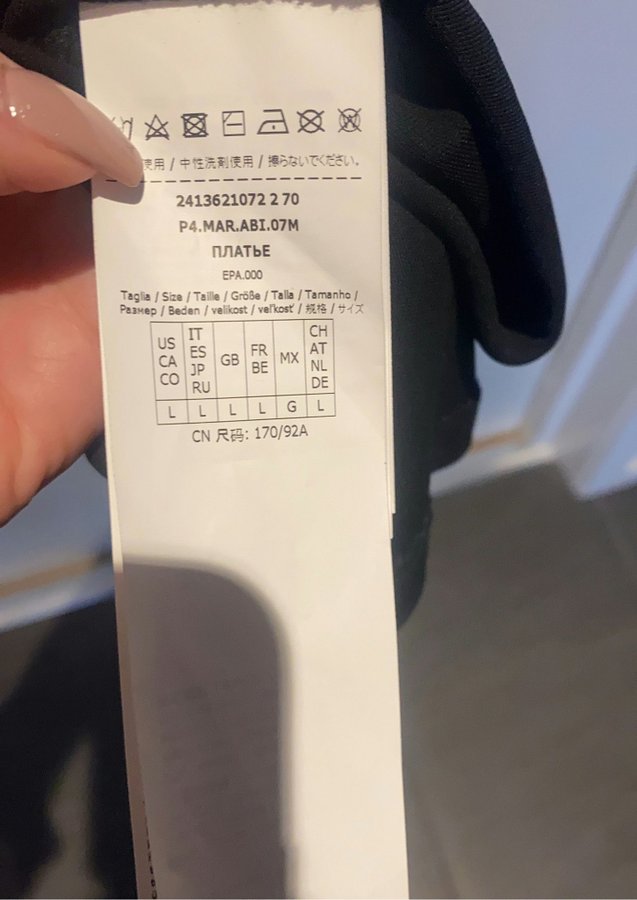 使用 / 中性洗剤使用 / 擦らないでください。
2413621072 2 70
P4.MAR.ABI.07M
ПЛАТЬЕ
EPA.000
Taglia / Size / Taille / Größe / Talla / Tamanho /
Размер / Beden / velikost / veľkosť / 规格 / サイズ
US CA CO
IT ES JP RU
GB
FR BE
MX
CH AT NL DE
L L L L G L
CN 尺码: 170/92A